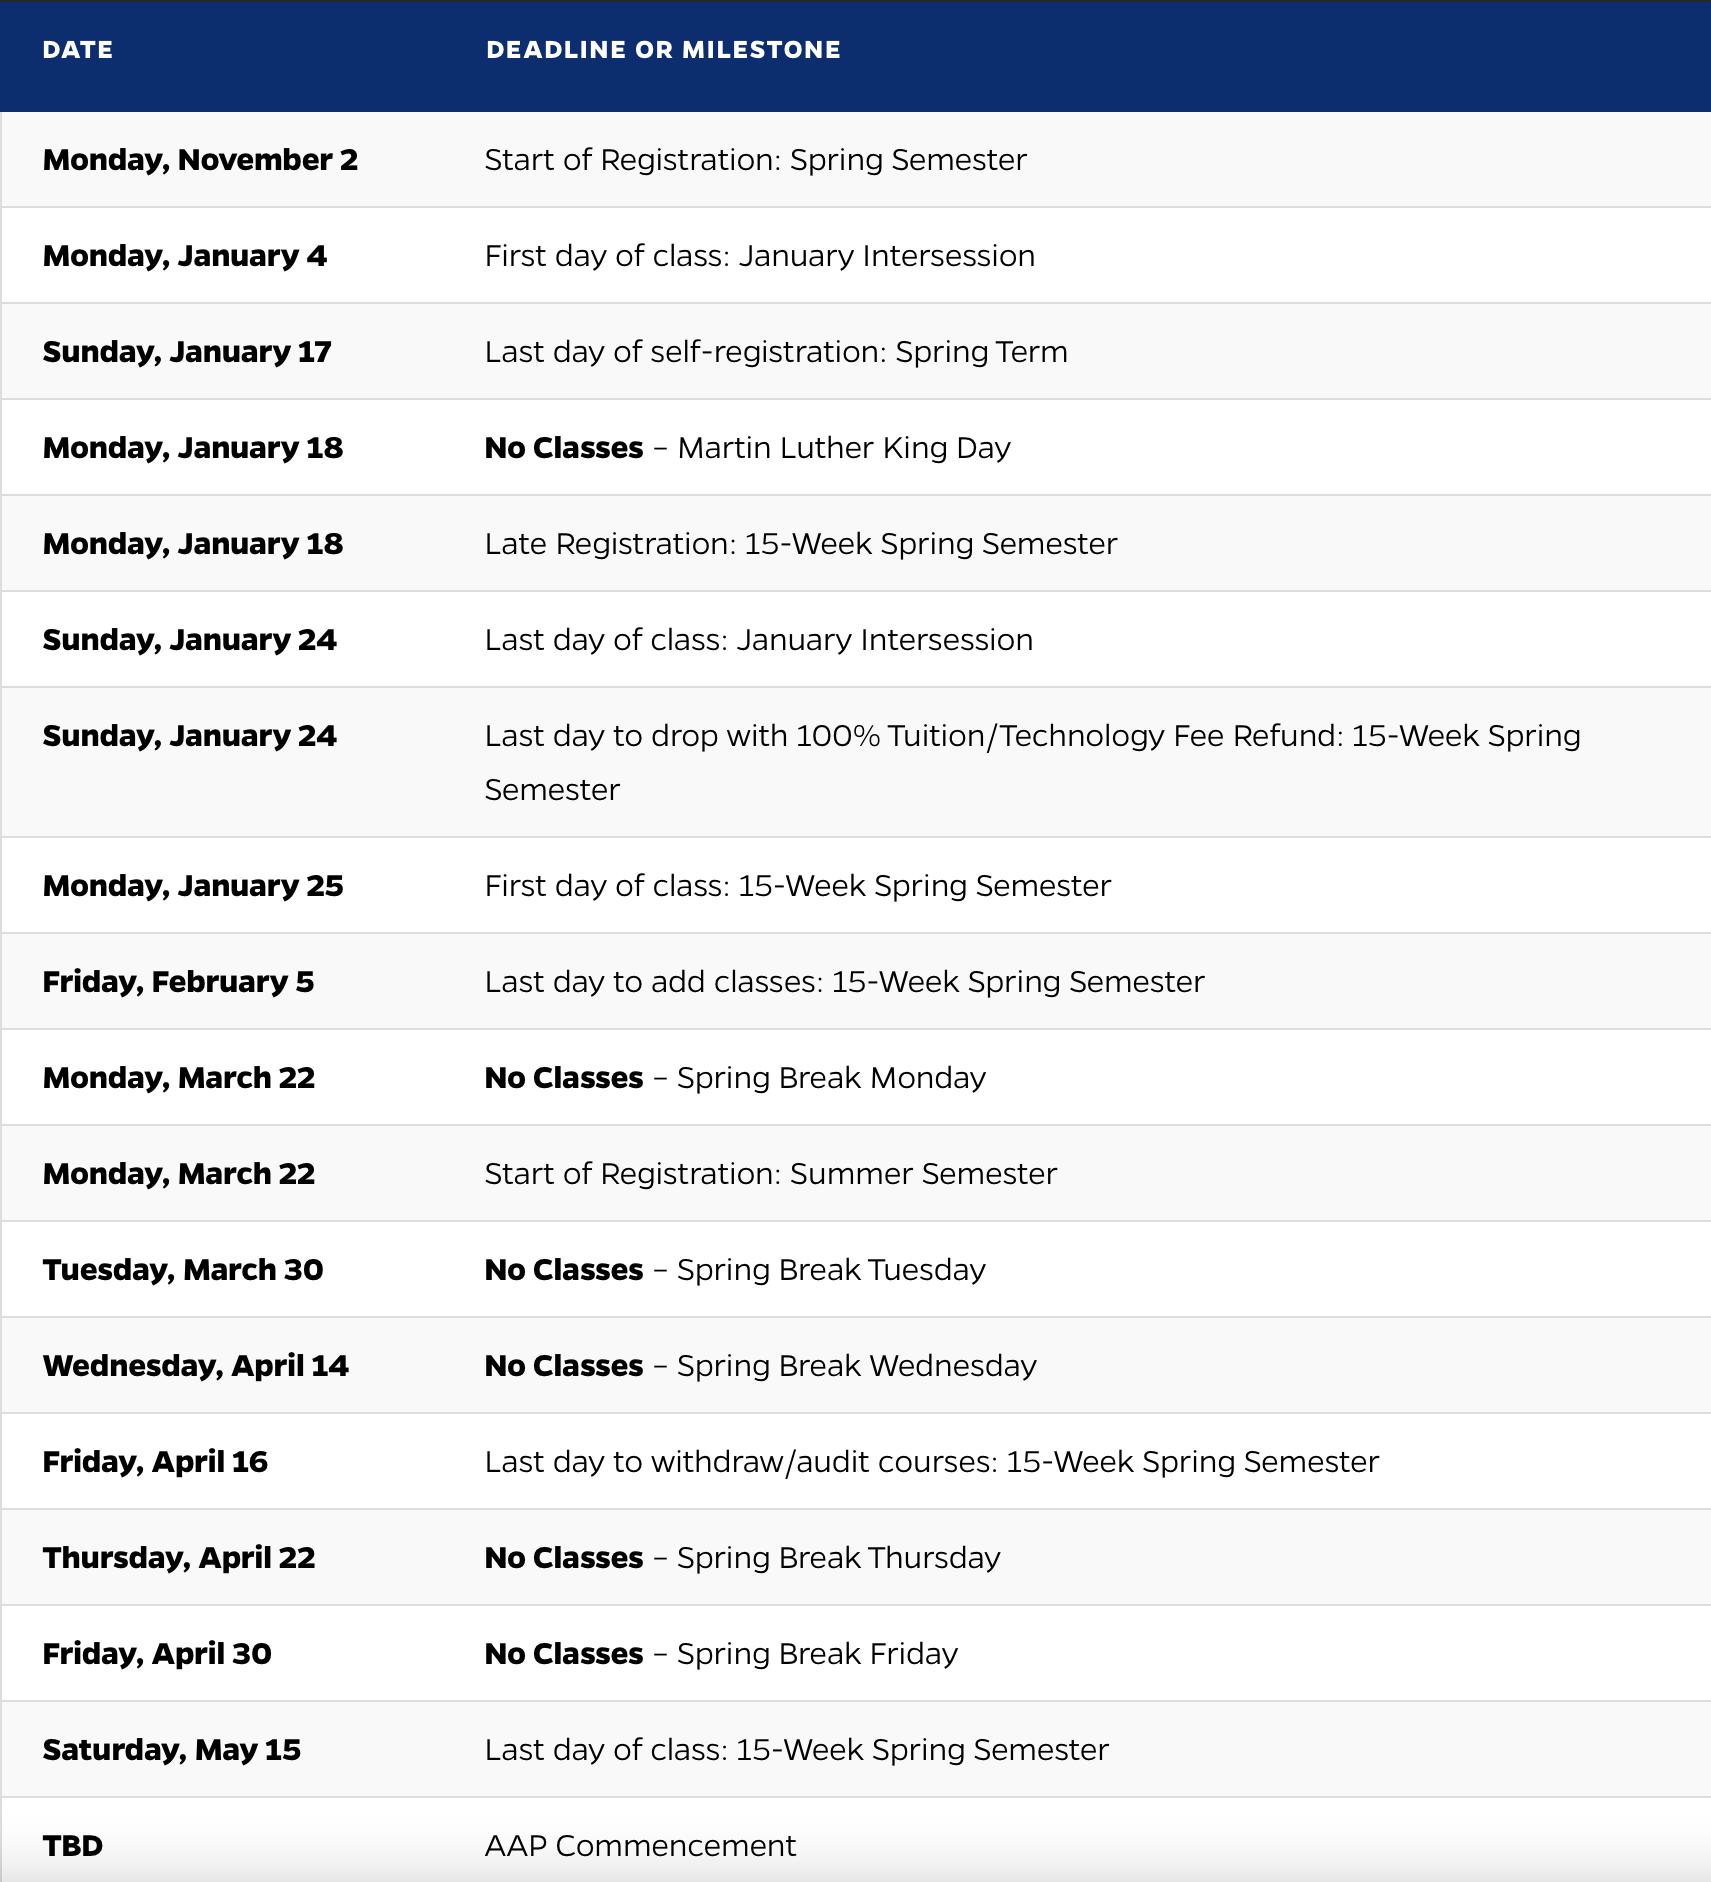 DATE DEADLINE OR MILESTONE
Monday, November 2 Start of Registration: Spring Semester
Monday, January 4 First day of class: January Intersession
Sunday, January 17 Last day of self-registration: Spring Term
Monday, January 18 No Classes – Martin Luther King Day
Monday, January 18 Late Registration: 15-Week Spring Semester
Sunday, January 24 Last day of class: January Intersession
Sunday, January 24 Last day to drop with 100% Tuition/Technology Fee Refund: 15-Week Spring
Semester
Monday, January 25 First day of class: 15-Week Spring Semester
Friday, February 5 Last day to add classes: 15-Week Spring Semester
Monday, March 22 No Classes – Spring Break Monday
Monday, March 22 Start of Registration: Summer Semester
Tuesday, March 30 No Classes – Spring Break Tuesday
Wednesday, April 14 No Classes – Spring Break Wednesday
Friday, April 16 Last day to withdraw/audit courses: 15-Week Spring Semester
Thursday, April 22 No Classes – Spring Break Thursday
Friday, April 30 No Classes – Spring Break Friday
Saturday, May 15 Last day of class: 15-Week Spring Semester
TBD AAP Commencement